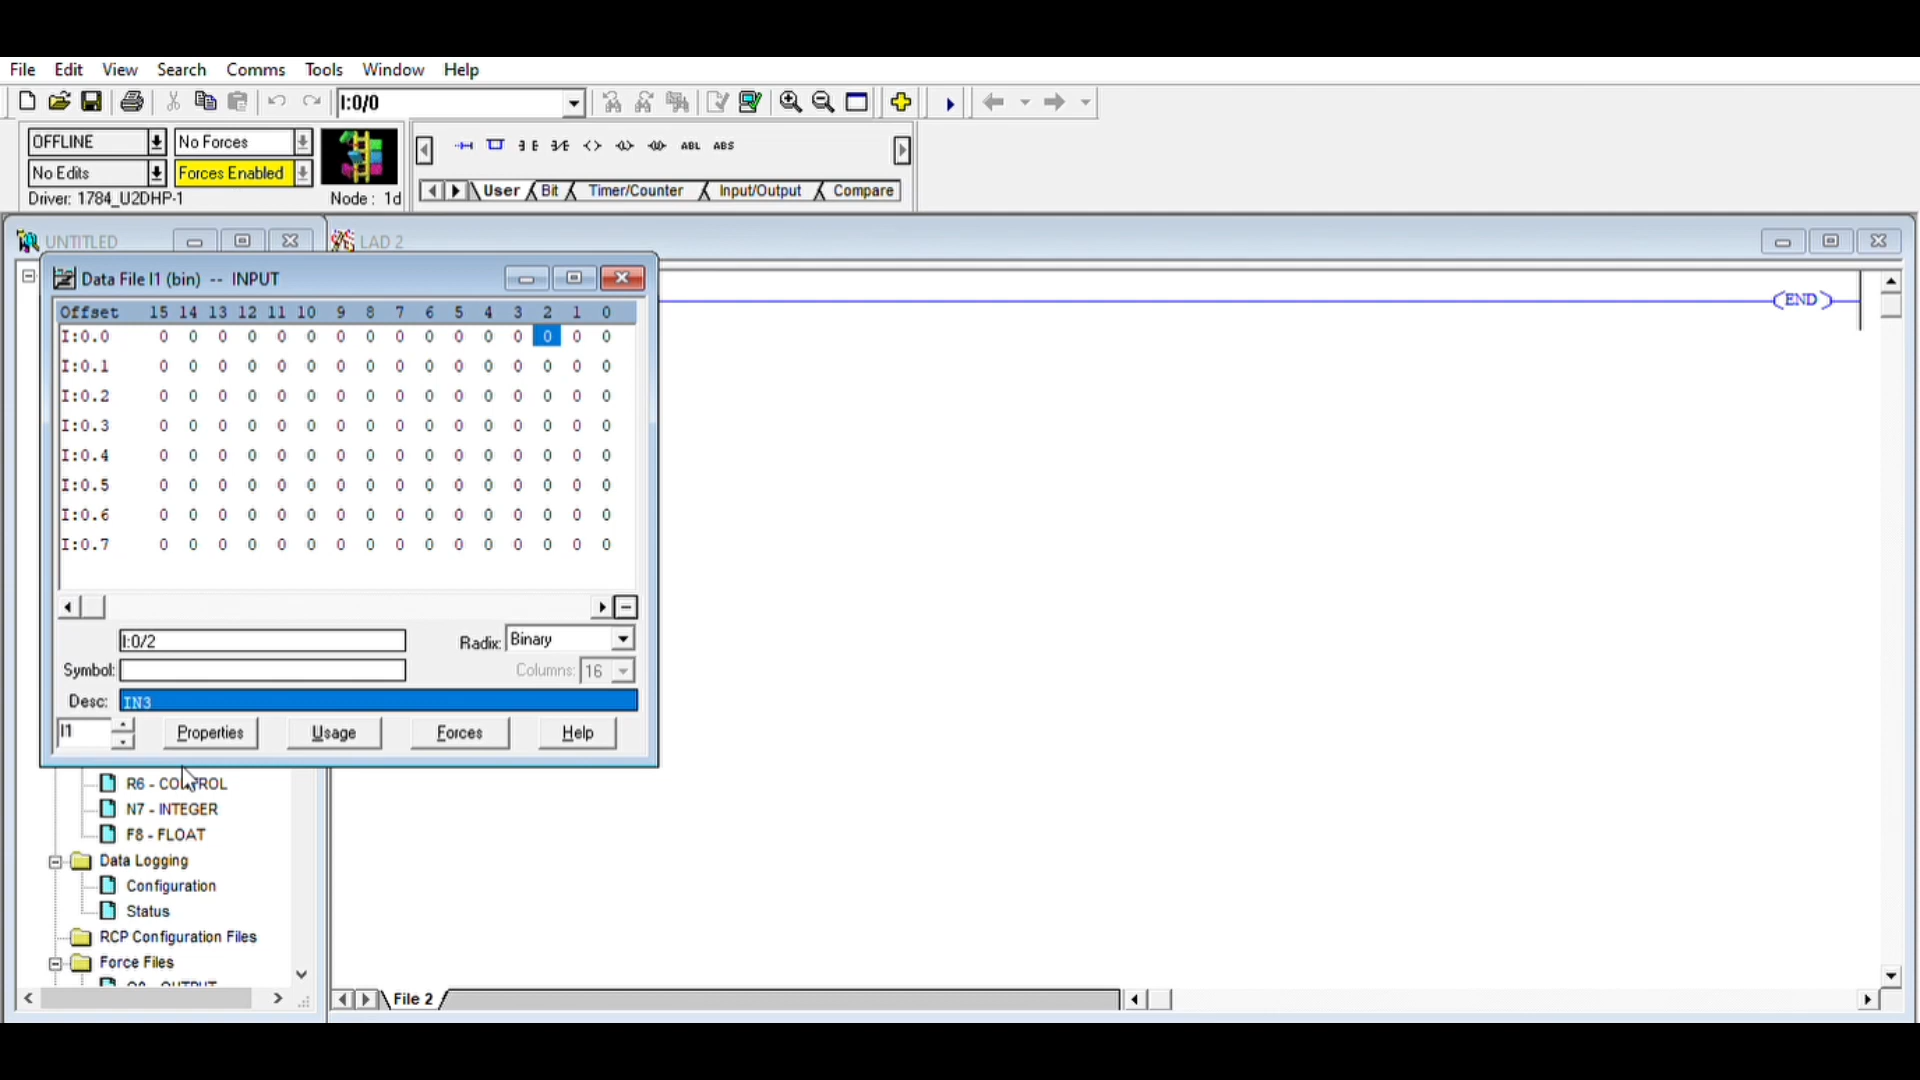 File Edit View Search Comms Tools Window Help
I:0/0
OFFLINE No Forces
No Edits Forces Enabled
Driver: 1784_U2DHP-1 Node : 1d
ABL ABS
User Bit Timer/Counter Input/Output Compare
UNTITLED LAD 2
Data File I1 (bin) -- INPUT
END
Offset 15 14 13 12 11 10 9 8 7 6 5 4 3 2 1 0
I:0.0 0 0 0 0 0 0 0 0 0 0 0 0 0 0 0 0
I:0.1 0 0 0 0 0 0 0 0 0 0 0 0 0 0 0 0
I:0.2 0 0 0 0 0 0 0 0 0 0 0 0 0 0 0 0
I:0.3 0 0 0 0 0 0 0 0 0 0 0 0 0 0 0 0
I:0.4 0 0 0 0 0 0 0 0 0 0 0 0 0 0 0 0
I:0.5 0 0 0 0 0 0 0 0 0 0 0 0 0 0 0 0
I:0.6 0 0 0 0 0 0 0 0 0 0 0 0 0 0 0 0
I:0.7 0 0 0 0 0 0 0 0 0 0 0 0 0 0 0 0
I:0/2 Radix: Binary
Symbol: Columns: 16
Desc: IN3
I1 Properties Usage Forces Help
R6 - CONTROL
N7 - INTEGER
F8 - FLOAT
Data Logging
Configuration
Status
RCP Configuration Files
Force Files
OUTPUT
File 2